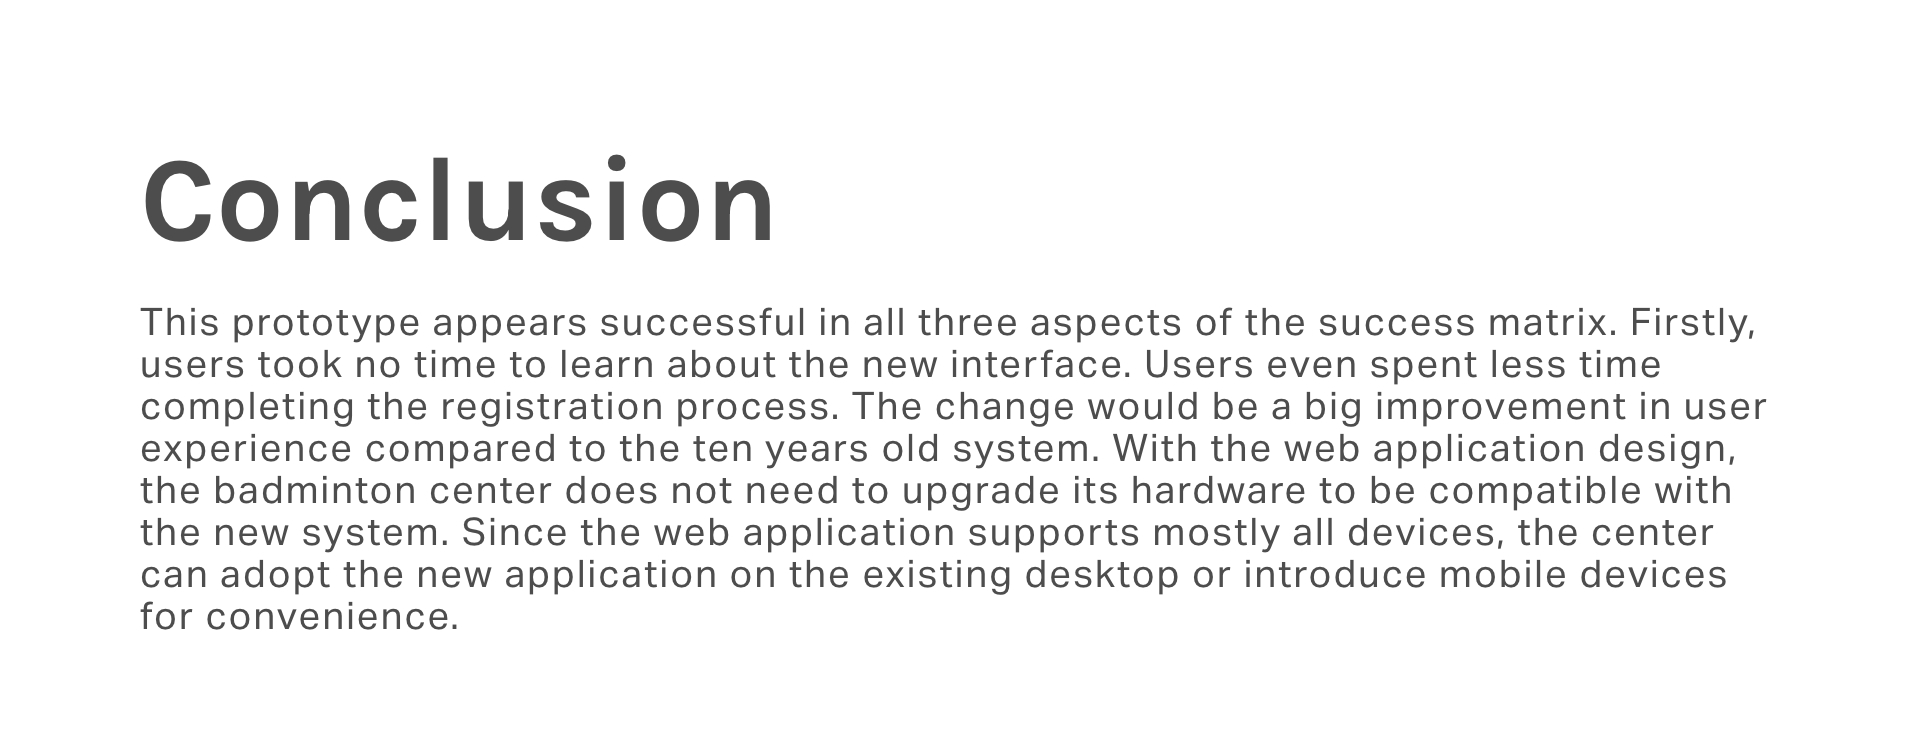 Conclusion
This prototype appears successful in all three aspects of the success matrix. Firstly,
users took no time to learn about the new interface. Users even spent less time
completing the registration process. The change would be a big improvement in user
experience compared to the ten years old system. With the web application design,
the badminton center does not need to upgrade its hardware to be compatible with
the new system. Since the web application supports mostly all devices, the center
can adopt the new application on the existing desktop or introduce mobile devices
for convenience.